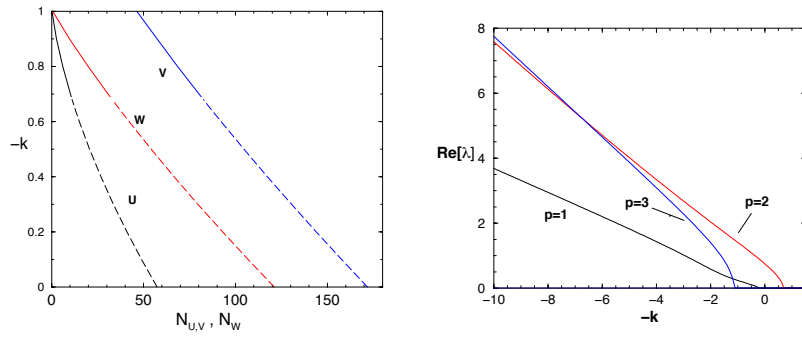 1
0.8
0.6
0.4
0.2
0
-k
V
W
U
0 50 100 150
N_{U,V} , N_W
8
6
4
2
0
Re[λ]
p=3
p=2
p=1
-10 -8 -6 -4 -2 0
-k